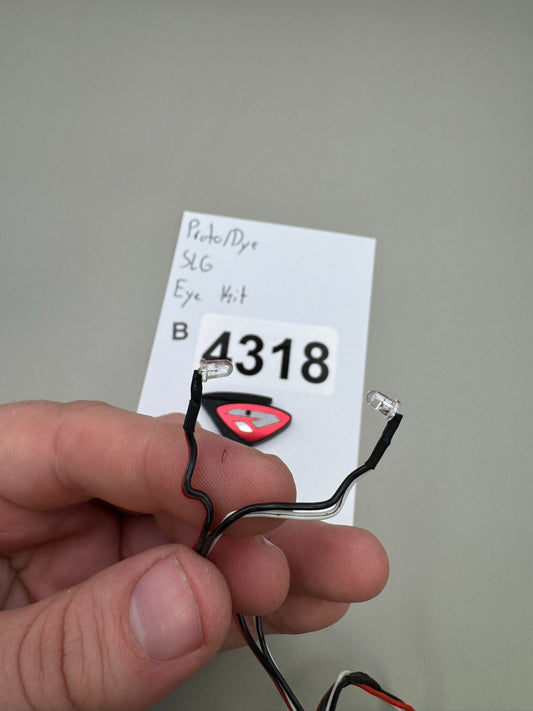 Proto/Dye
SLG
Eye Kit
B 4318